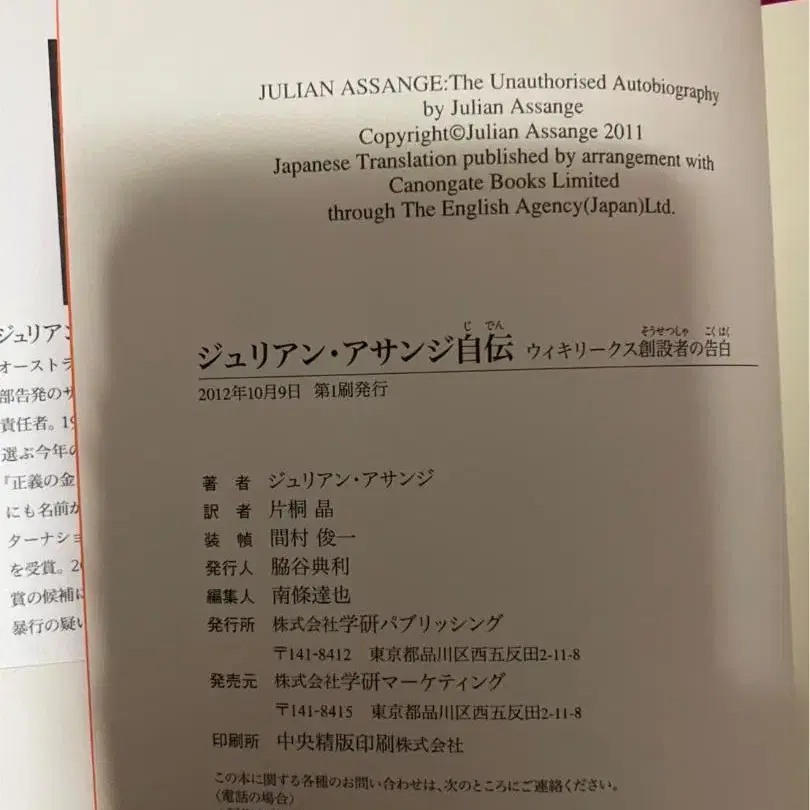 JULIAN ASSANGE:The Unauthorised Autobiography
by Julian Assange
Copyright©Julian Assange 2011
Japanese Translation published by arrangement with
Canongate Books Limited
through The English Agency(Japan)Ltd.
じ でん そうせつしゃ こくはく
ジュリアン・アサンジ自伝 ウィキリークス創設者の告白
2012年10月9日 第1刷発行
著 者 ジュリアン・アサンジ
訳 者 片桐 晶
装 幀 間村 俊一
発行人 脇谷典利
編集人 南條達也
発行所 株式会社学研パブリッシング
〒141-8412 東京都品川区西五反田2-11-8
発売元 株式会社学研マーケティング
〒141-8415 東京都品川区西五反田2-11-8
印刷所 中央精版印刷株式会社
この本に関する各種のお問い合わせは、次のところにご連絡ください。
〈電話の場合〉
ジュリアン
オーストラ
部告発のサ
責任者。19
選ぶ今年の
『正義の金
にも名前が
ターナショ
を受賞。20
賞の候補に
暴行の疑い